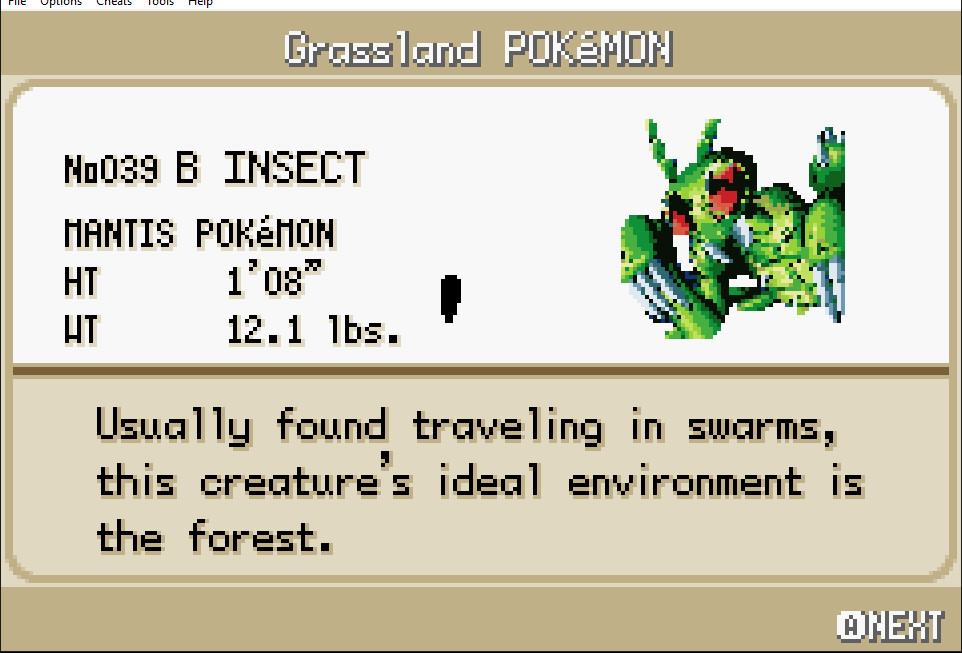 File Options Cheats Tools Help
Grassland POKéMON
No039 B INSECT
MANTIS POKéMON
HT 1'08"
WT 12.1 lbs.
Usually found traveling in swarms,
this creature's ideal environment is
the forest.
A NEXT